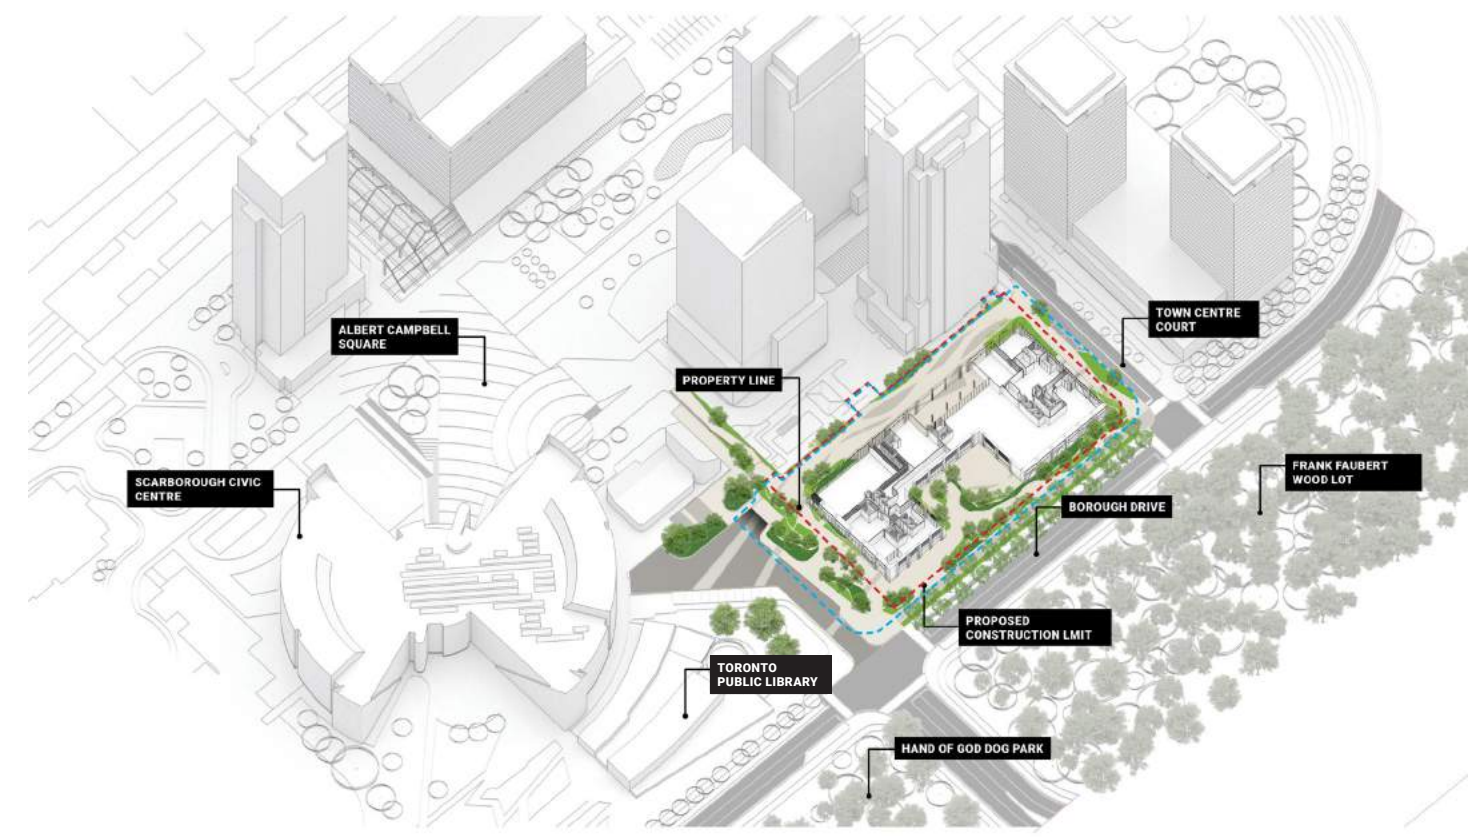 TOWN CENTRE
COURT
ALBERT CAMPBELL
SQUARE
PROPERTY LINE
FRANK FAUBERT
WOOD LOT
SCARBOROUGH CIVIC
CENTRE
BOROUGH DRIVE
PROPOSED
CONSTRUCTION LMIT
TORONTO
PUBLIC LIBRARY
HAND OF GOD DOG PARK